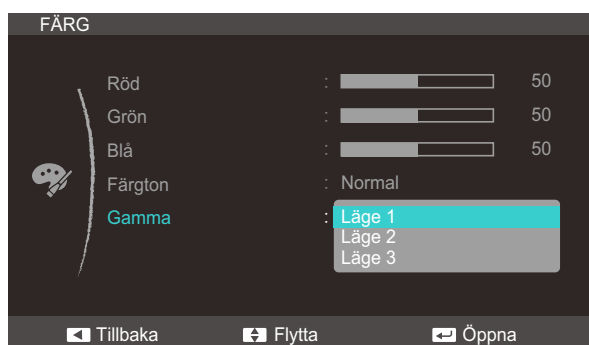 FÄRG
Röd : 50
Grön : 50
Blå : 50
Färgton : Normal
Gamma : Läge 1
Läge 2
Läge 3
Tillbaka Flytta Öppna